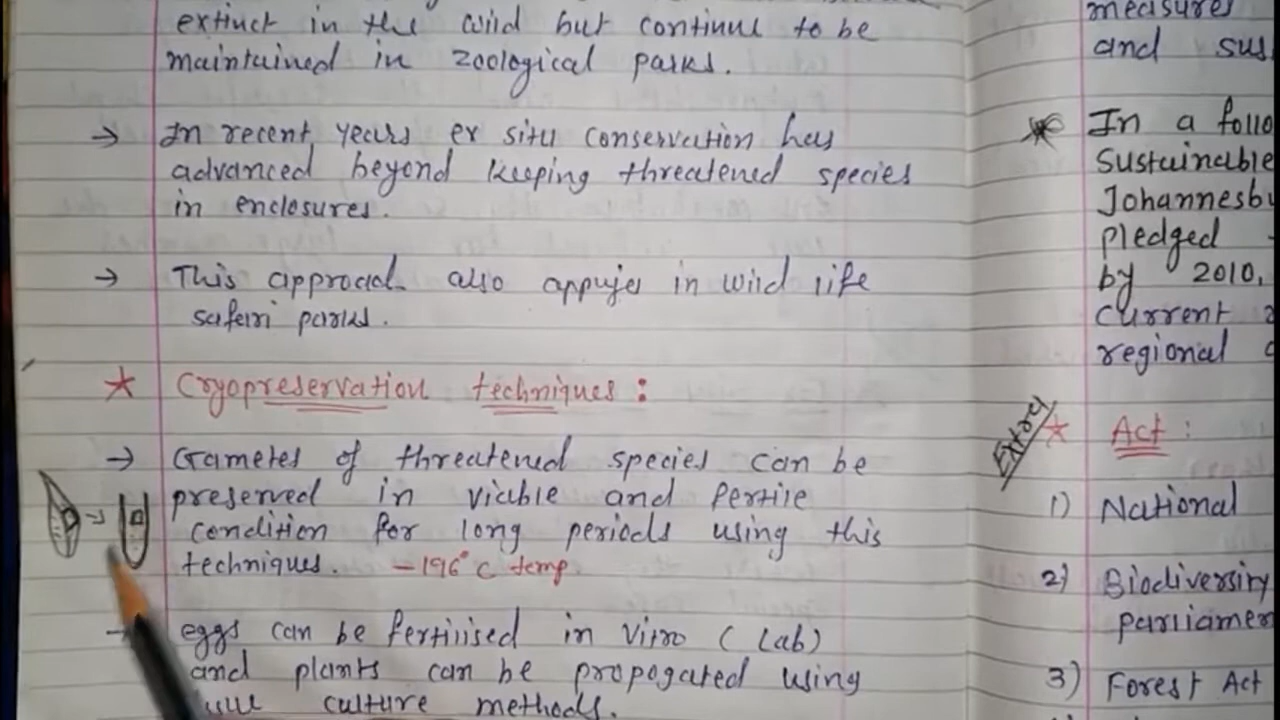 extinct in the wild but continue to be
maintained in zoological parks.
→ In recent years ex situ conservation has
advanced beyond keeping threatened species
in enclosures.
→ This approach also applies in wild life
safari parks.
★ Cryopreservation techniques:
→ Gametes of threatened species can be
preserved in viable and fertile
condition for long periods using this
techniques. -196°C temp.
→ eggs can be fertilised in vitro (Lab)
and plants can be propogated using
culture methods.
measures
and sus
★ In a follo
Sustainable
Johannesbu
pledged
by 2010,
current
regional
Extra
★ Act:
1) National
2) Biodiversity
parliamen
3) Forest Act